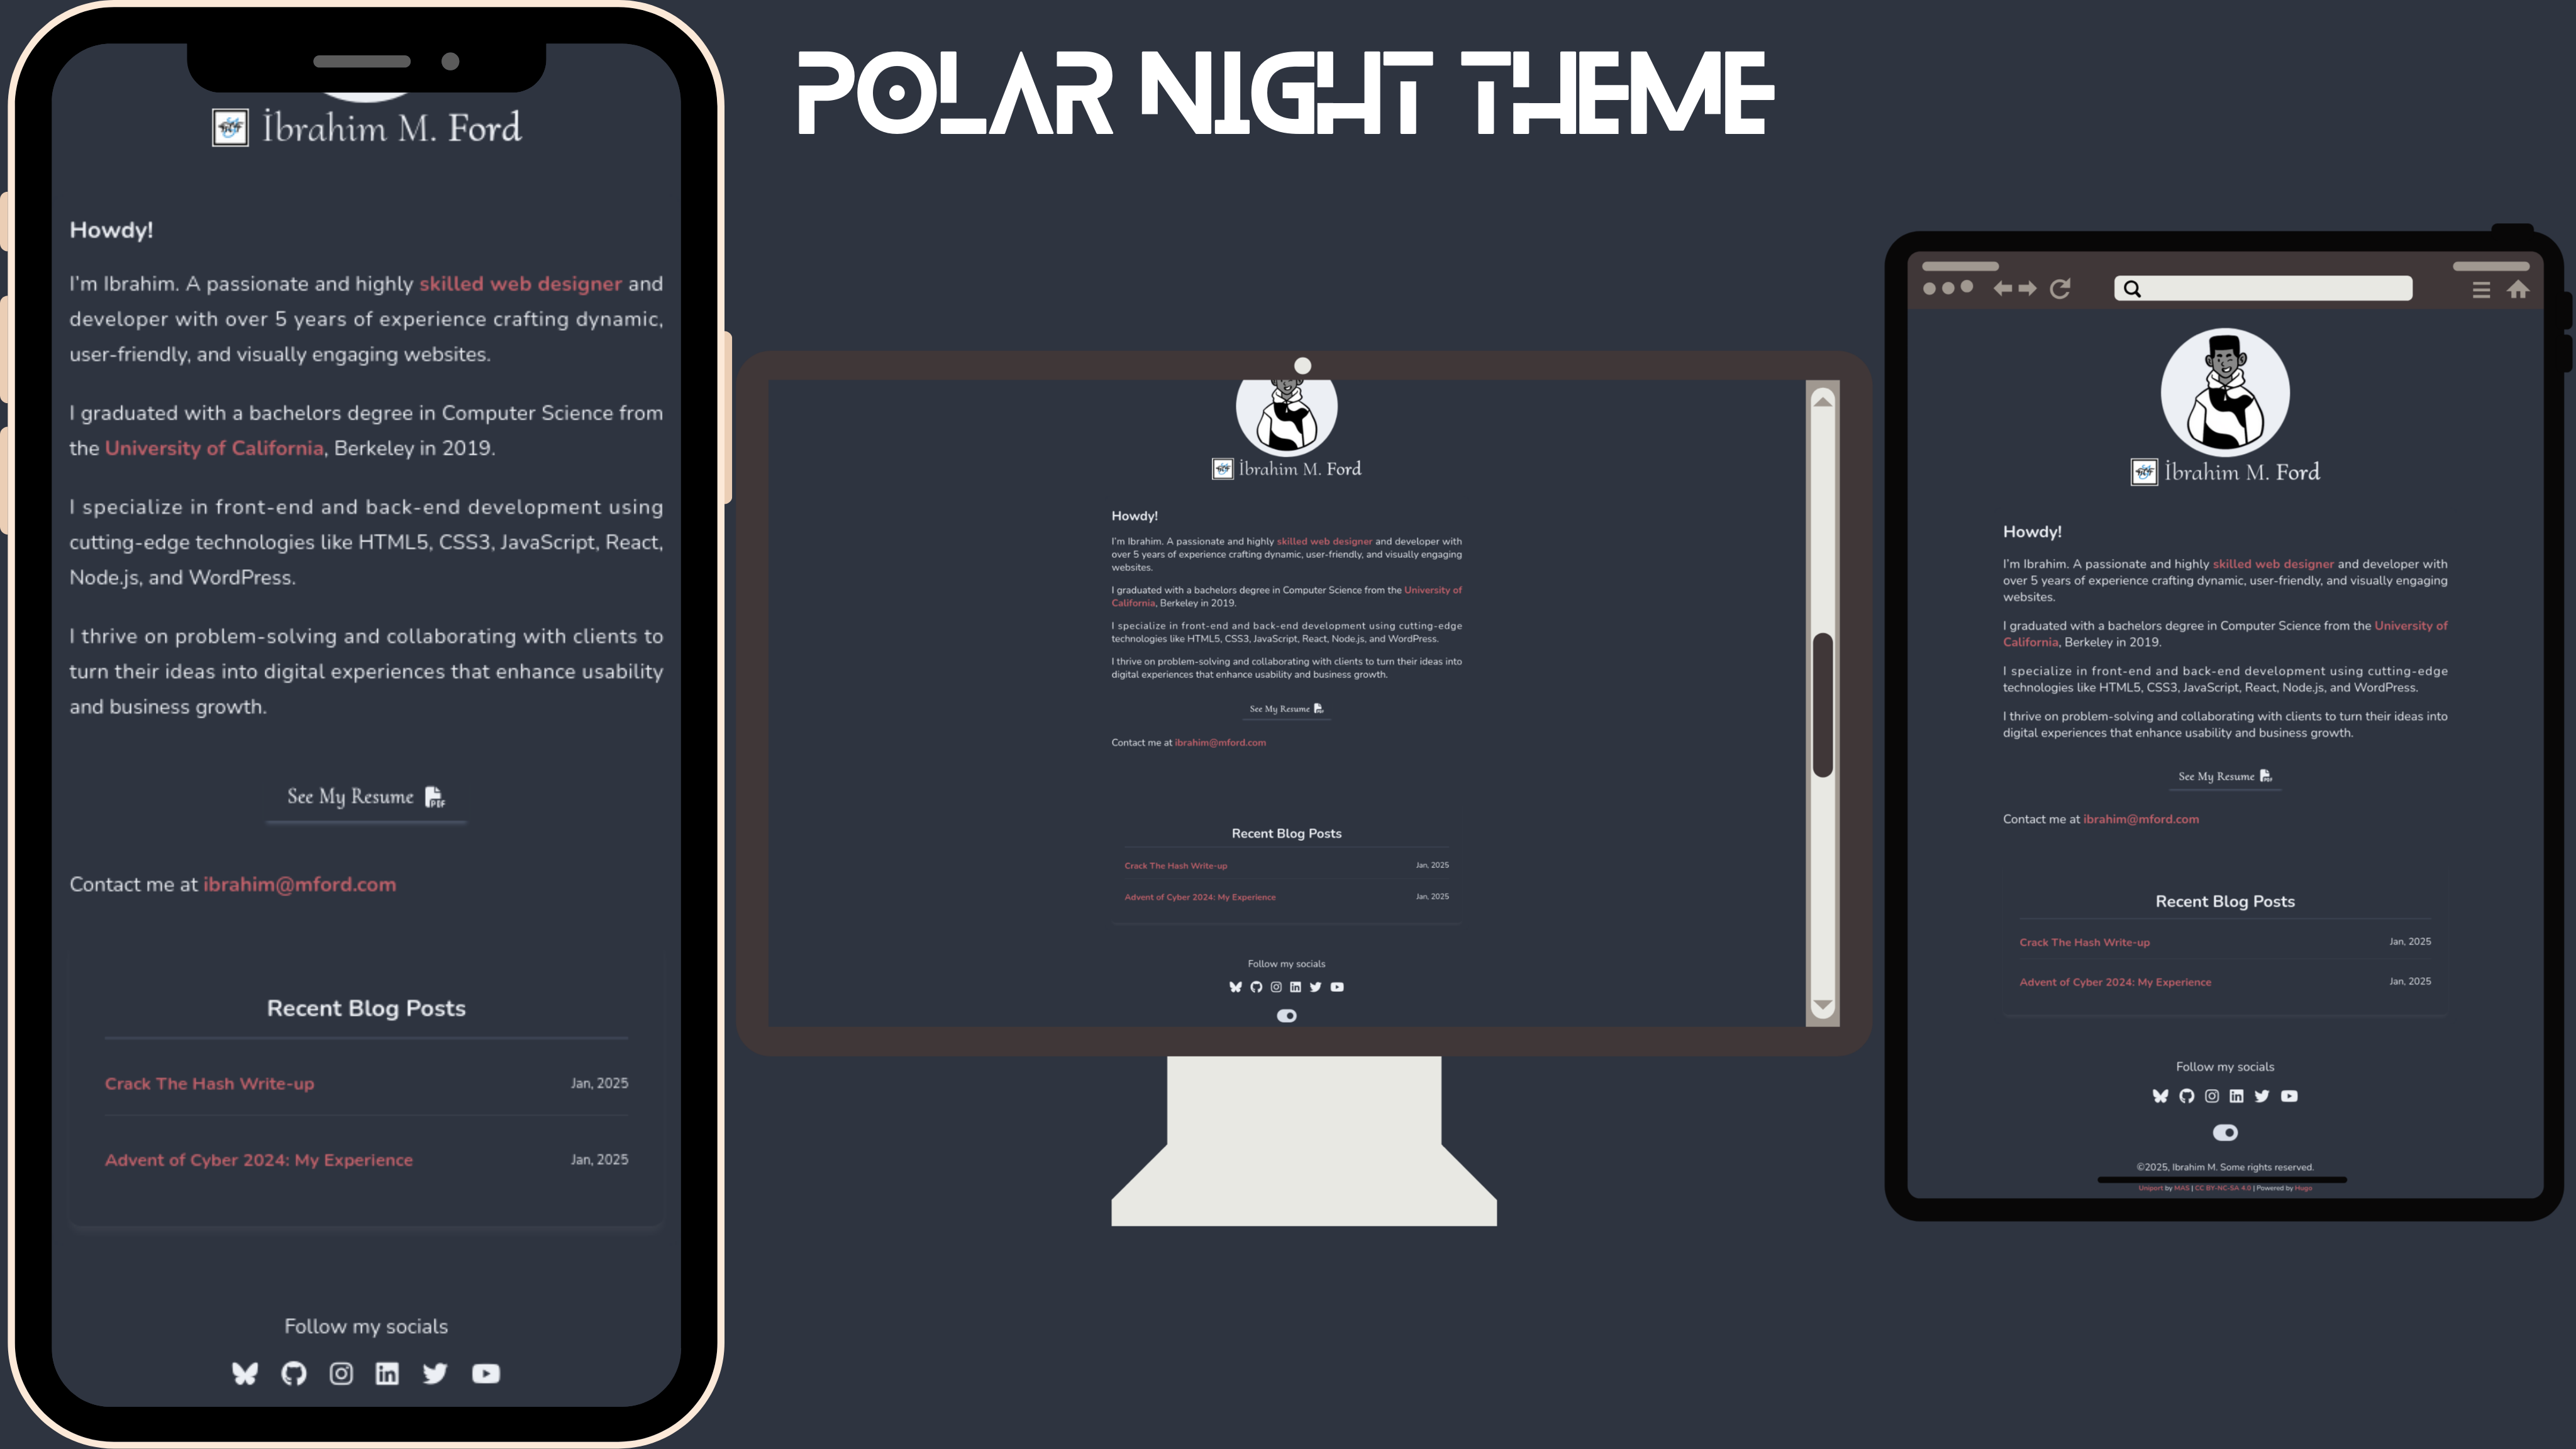 POLAR NIGHT THEME
İbrahim M. Ford
Howdy!
I'm Ibrahim. A passionate and highly skilled web designer and
developer with over 5 years of experience crafting dynamic,
user-friendly, and visually engaging websites.
I graduated with a bachelors degree in Computer Science from
the University of California, Berkeley in 2019.
I specialize in front-end and back-end development using
cutting-edge technologies like HTML5, CSS3, JavaScript, React,
Node.js, and WordPress.
I thrive on problem-solving and collaborating with clients to
turn their ideas into digital experiences that enhance usability
and business growth.
See My Resume
PDF
Contact me at ibrahim@mford.com
Recent Blog Posts
Crack The Hash Write-up Jan, 2025
Advent of Cyber 2024: My Experience Jan, 2025
Follow my socials
İbrahim M. Ford
Howdy!
I'm Ibrahim. A passionate and highly skilled web designer and developer with
over 5 years of experience crafting dynamic, user-friendly, and visually engaging
websites.
I graduated with a bachelors degree in Computer Science from the University of
California, Berkeley in 2019.
I specialize in front-end and back-end development using cutting-edge
technologies like HTML5, CSS3, JavaScript, React, Node.js, and WordPress.
I thrive on problem-solving and collaborating with clients to turn their ideas into
digital experiences that enhance usability and business growth.
See My Resume
Contact me at ibrahim@mford.com
Recent Blog Posts
Crack The Hash Write-up Jan, 2025
Advent of Cyber 2024: My Experience Jan, 2025
Follow my socials
İbrahim M. Ford
Howdy!
I'm Ibrahim. A passionate and highly skilled web designer and developer with
over 5 years of experience crafting dynamic, user-friendly, and visually engaging
websites.
I graduated with a bachelors degree in Computer Science from the University of
California, Berkeley in 2019.
I specialize in front-end and back-end development using cutting-edge
technologies like HTML5, CSS3, JavaScript, React, Node.js, and WordPress.
I thrive on problem-solving and collaborating with clients to turn their ideas into
digital experiences that enhance usability and business growth.
See My Resume
Contact me at ibrahim@mford.com
Recent Blog Posts
Crack The Hash Write-up Jan, 2025
Advent of Cyber 2024: My Experience Jan, 2025
Follow my socials
©2025, Ibrahim M. Some rights reserved.
Uniport by MAS | CC BY-NC-SA 4.0 | Powered by Hugo